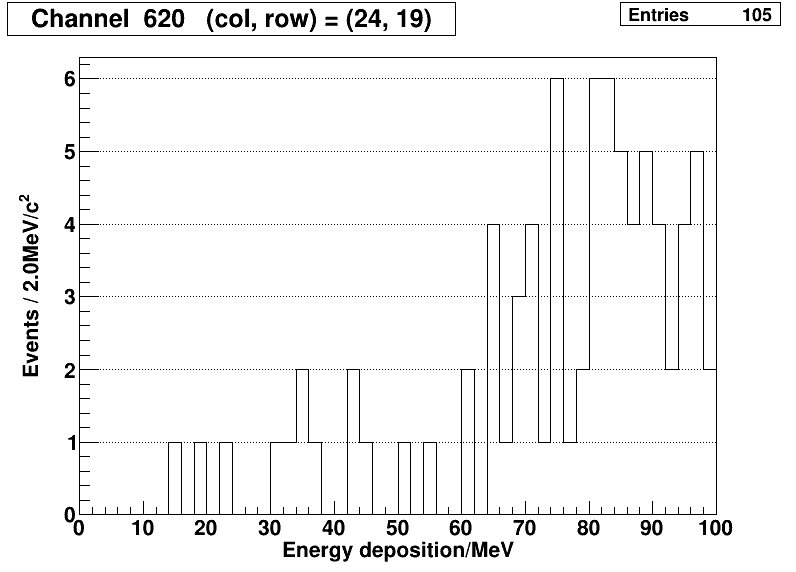 Channel 620 (col, row) = (24, 19)
Entries 105
Events / 2.0MeV/c²
6
5
4
3
2
1
0
0 10 20 30 40 50 60 70 80 90 100
Energy deposition/MeV